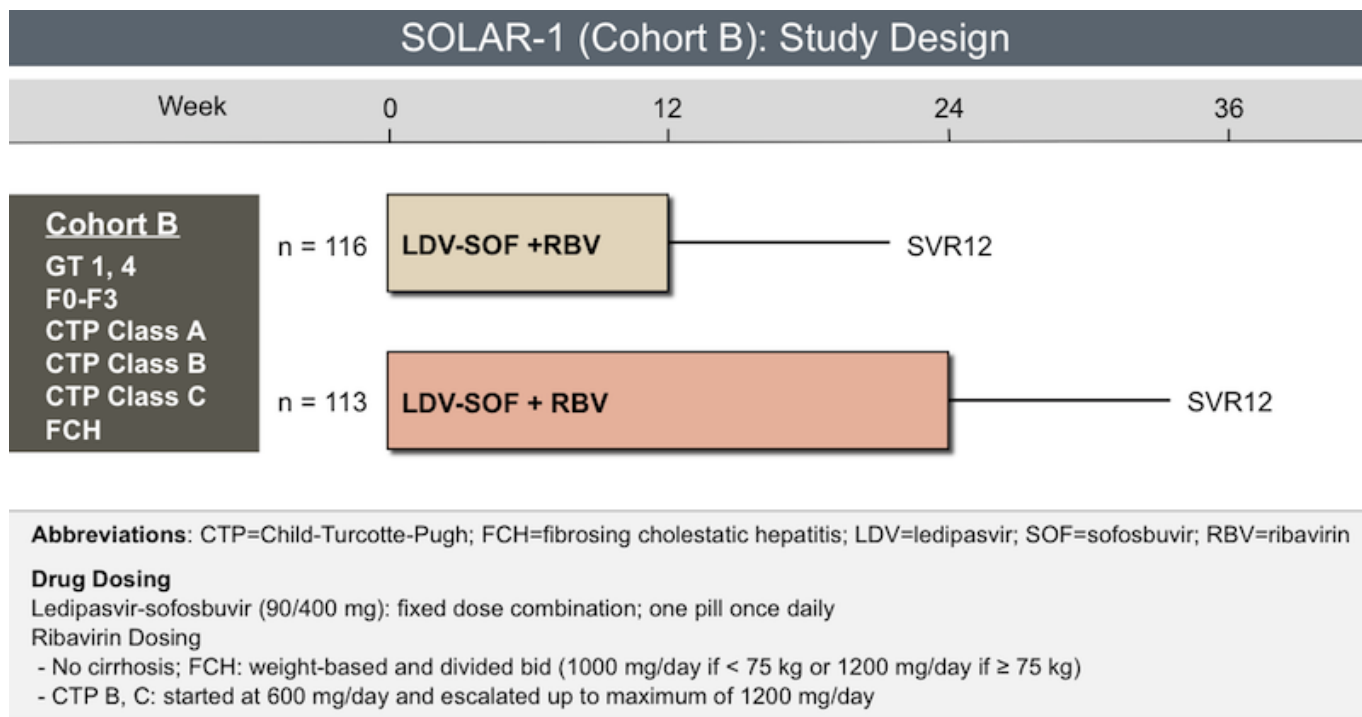 SOLAR-1 (Cohort B): Study Design
Week 0 12 24 36
Cohort B
GT 1, 4
F0-F3
CTP Class A
CTP Class B
CTP Class C
FCH
n = 116 LDV-SOF +RBV SVR12
n = 113 LDV-SOF + RBV SVR12
Abbreviations: CTP=Child-Turcotte-Pugh; FCH=fibrosing cholestatic hepatitis; LDV=ledipasvir; SOF=sofosbuvir; RBV=ribavirin
Drug Dosing
Ledipasvir-sofosbuvir (90/400 mg): fixed dose combination; one pill once daily
Ribavirin Dosing
- No cirrhosis; FCH: weight-based and divided bid (1000 mg/day if < 75 kg or 1200 mg/day if ≥ 75 kg)
- CTP B, C: started at 600 mg/day and escalated up to maximum of 1200 mg/day